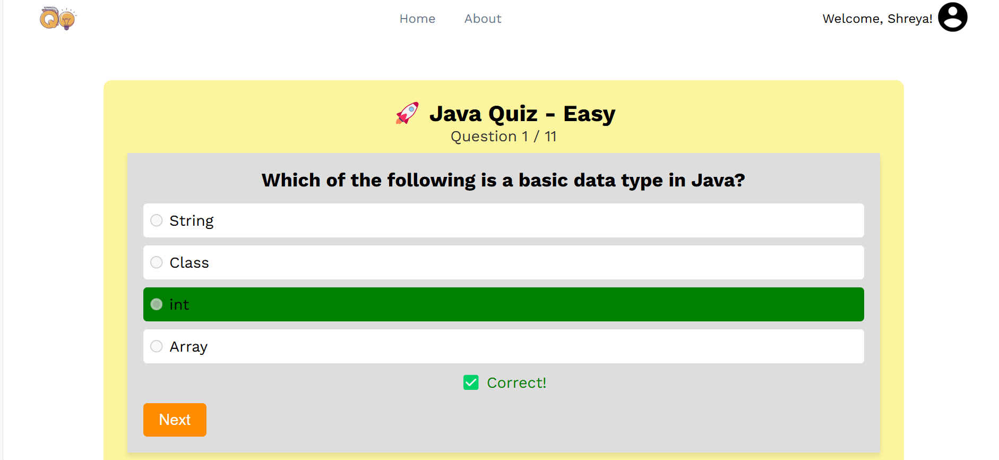 Home About Welcome, Shreya!
🚀 Java Quiz - Easy
Question 1 / 11
Which of the following is a basic data type in Java?
String
Class
int
Array
✅ Correct!
Next